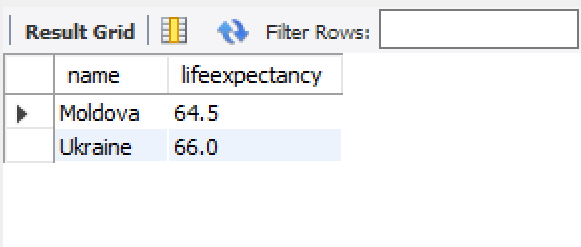 Result Grid Filter Rows:
name lifeexpectancy
Moldova 64.5
Ukraine 66.0